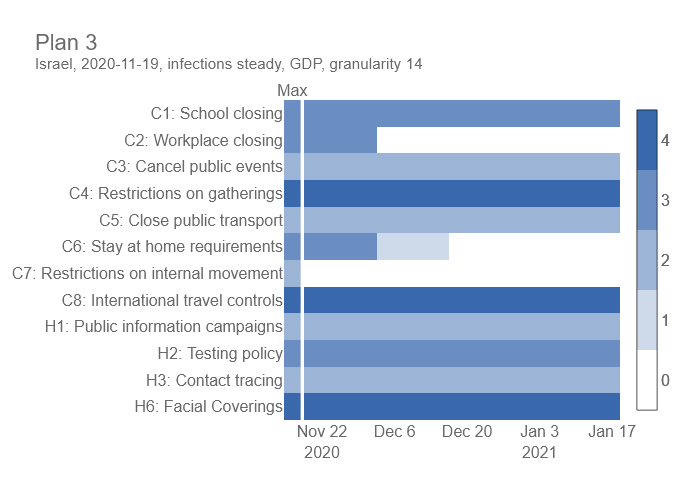 Plan 3
Israel, 2020-11-19, infections steady, GDP, granularity 14
Max
C1: School closing
C2: Workplace closing
C3: Cancel public events
C4: Restrictions on gatherings
C5: Close public transport
C6: Stay at home requirements
C7: Restrictions on internal movement
C8: International travel controls
H1: Public information campaigns
H2: Testing policy
H3: Contact tracing
H6: Facial Coverings
4
3
2
1
0
Nov 22 Dec 6 Dec 20 Jan 3 Jan 17
2020 2021